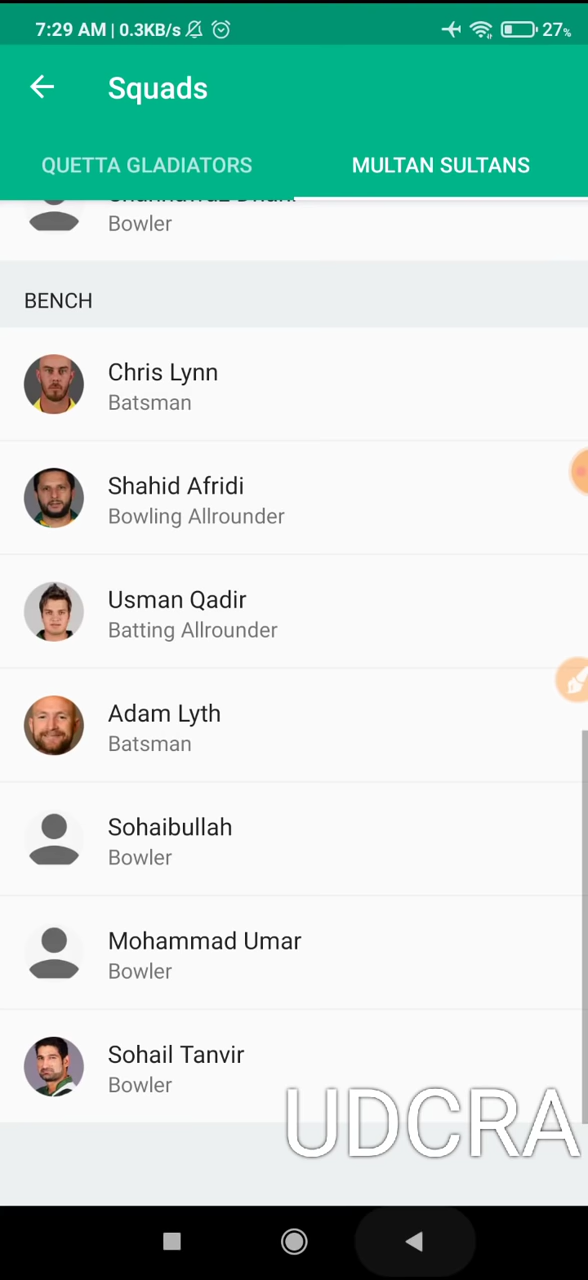 7:29 AM | 0.3KB/s 27%
Squads
QUETTA GLADIATORS MULTAN SULTANS
Bowler
BENCH
Chris Lynn
Batsman
Shahid Afridi
Bowling Allrounder
Usman Qadir
Batting Allrounder
Adam Lyth
Batsman
Sohaibullah
Bowler
Mohammad Umar
Bowler
Sohail Tanvir
Bowler
UDCRA